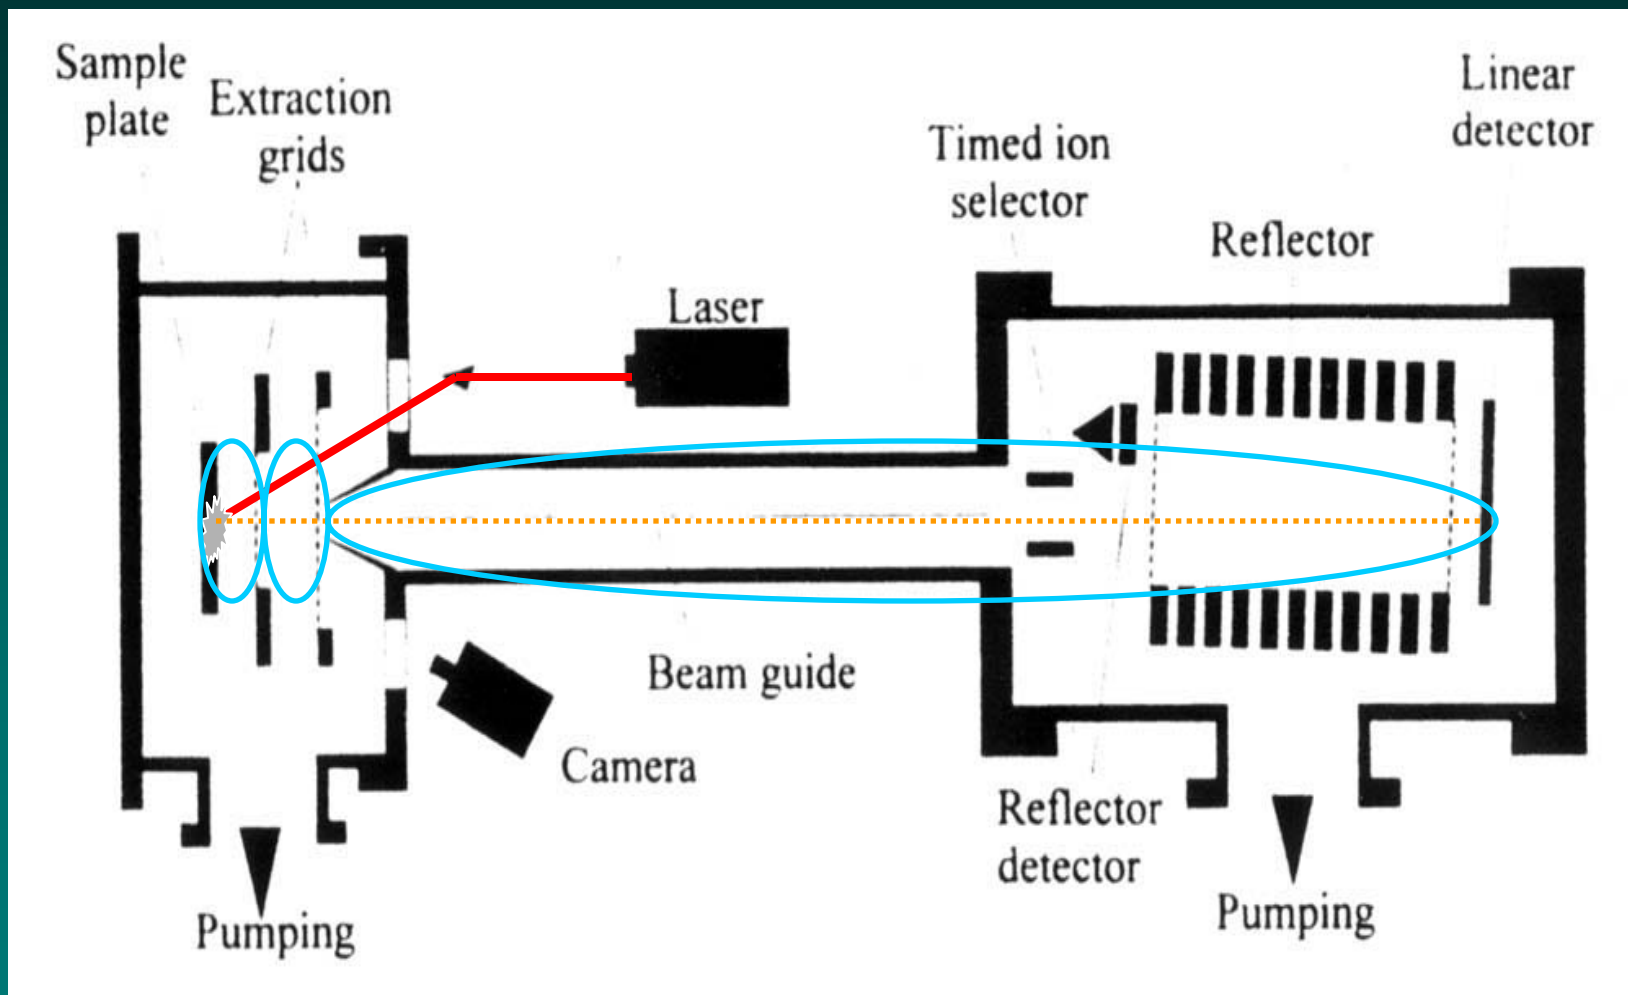 Sample
plate
Extraction
grids
Laser
Timed ion
selector
Reflector
Linear
detector
Beam guide
Camera
Reflector
detector
Pumping
Pumping